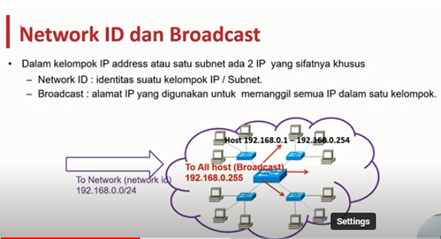 Network ID dan Broadcast
• Dalam kelompok IP address atau satu subnet ada 2 IP yang sifatnya khusus
– Network ID : identitas suatu kelompok IP / Subnet.
– Broadcast : alamat IP yang digunakan untuk memanggil semua IP dalam satu kelompok.
Host 192.168.0.1 – 192.168.0.254
To All host (Broadcast)
192.168.0.255
To Network (network id)
192.168.0.0/24
Settings